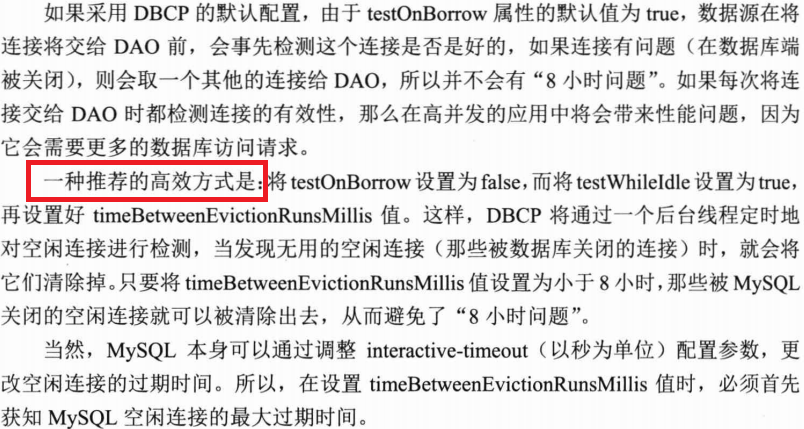 如果采用 DBCP 的默认配置，由于 testOnBorrow 属性的默认值为 true，数据源在将
连接将交给 DAO 前，会事先检测这个连接是否是好的，如果连接有问题（在数据库端
被关闭），则会取一个其他的连接给 DAO，所以并不会有“8 小时问题”。如果每次将连
接交给 DAO 时都检测连接的有效性，那么在高并发的应用中将会带来性能问题，因为
它会需要更多的数据库访问请求。
一种推荐的高效方式是：将 testOnBorrow 设置为 false，而将 testWhileIdle 设置为 true，
再设置好 timeBetweenEvictionRunsMillis 值。这样，DBCP 将通过一个后台线程定时地
对空闲连接进行检测，当发现无用的空闲连接（那些被数据库关闭的连接）时，就会将
它们清除掉。只要将 timeBetweenEvictionRunsMillis 值设置为小于 8 小时，那些被 MySQL
关闭的空闲连接就可以被清除出去，从而避免了“8 小时问题”。
当然，MySQL 本身可以通过调整 interactive-timeout（以秒为单位）配置参数，更
改空闲连接的过期时间。所以，在设置 timeBetweenEvictionRunsMillis 值时，必须首先
获知 MySQL 空闲连接的最大过期时间。